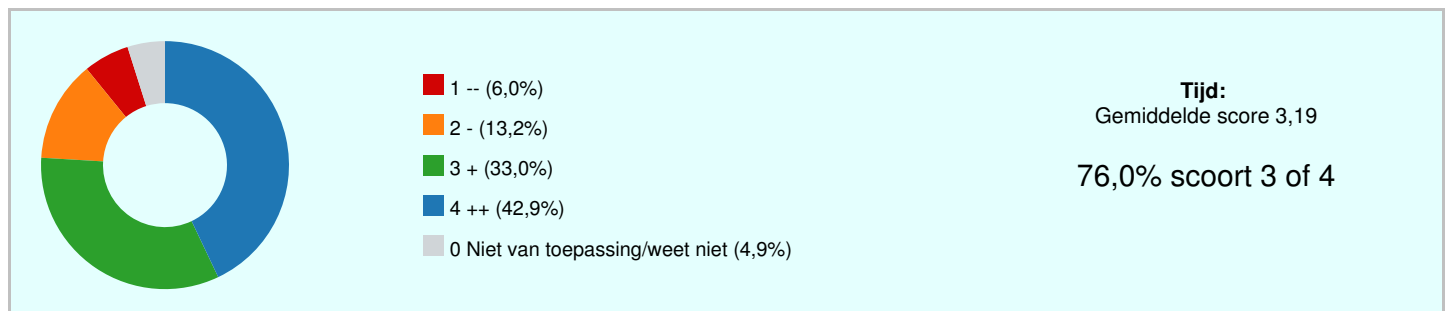 1 -- (6,0%)
2 - (13,2%)
3 + (33,0%)
4 ++ (42,9%)
0 Niet van toepassing/weet niet (4,9%)
Tijd:
Gemiddelde score 3,19
76,0% scoort 3 of 4